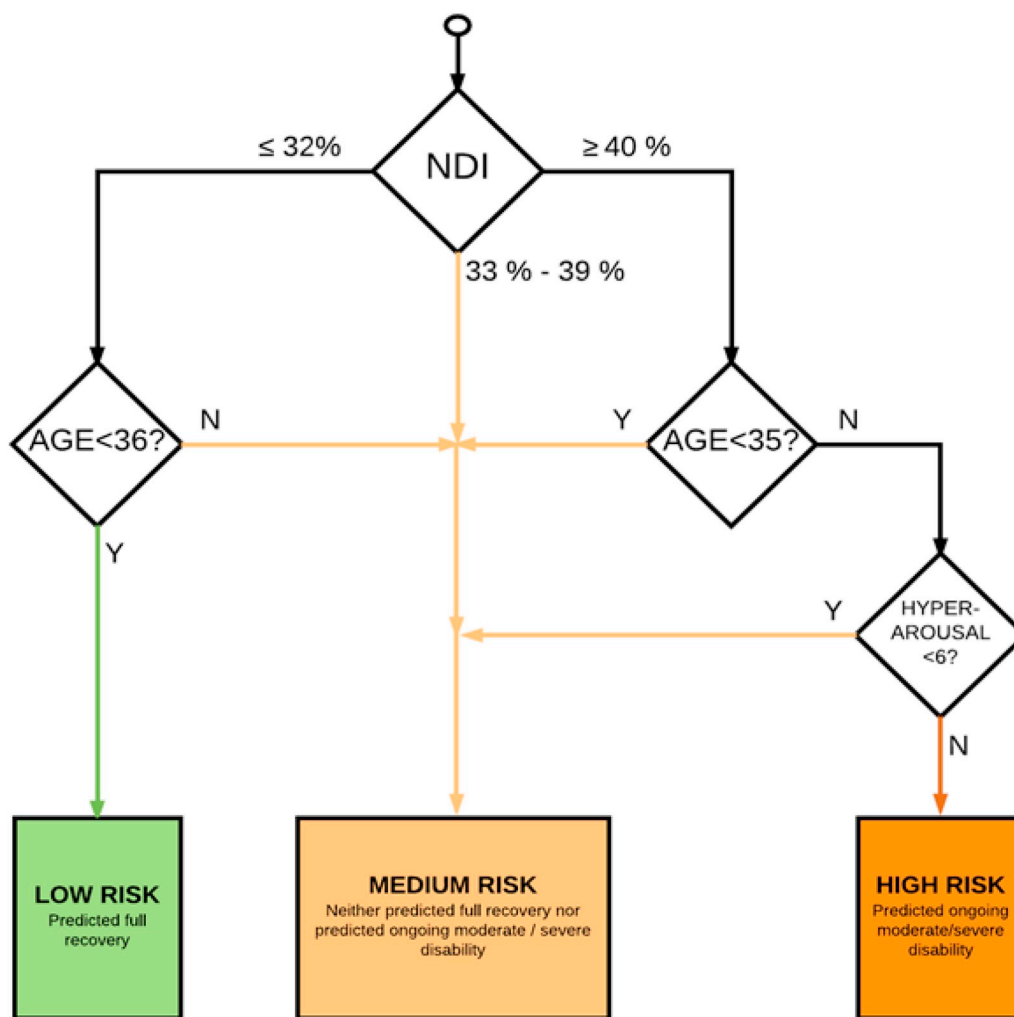 ≤ 32%
≥ 40 %
NDI
33 % - 39 %
AGE<36?
N
Y
AGE<35?
N
Y
Y
HYPER-
AROUSAL
<6?
N
LOW RISK
Predicted full
recovery
MEDIUM RISK
Neither predicted full recovery nor
predicted ongoing moderate / severe
disability
HIGH RISK
Predicted ongoing
moderate/severe
disability